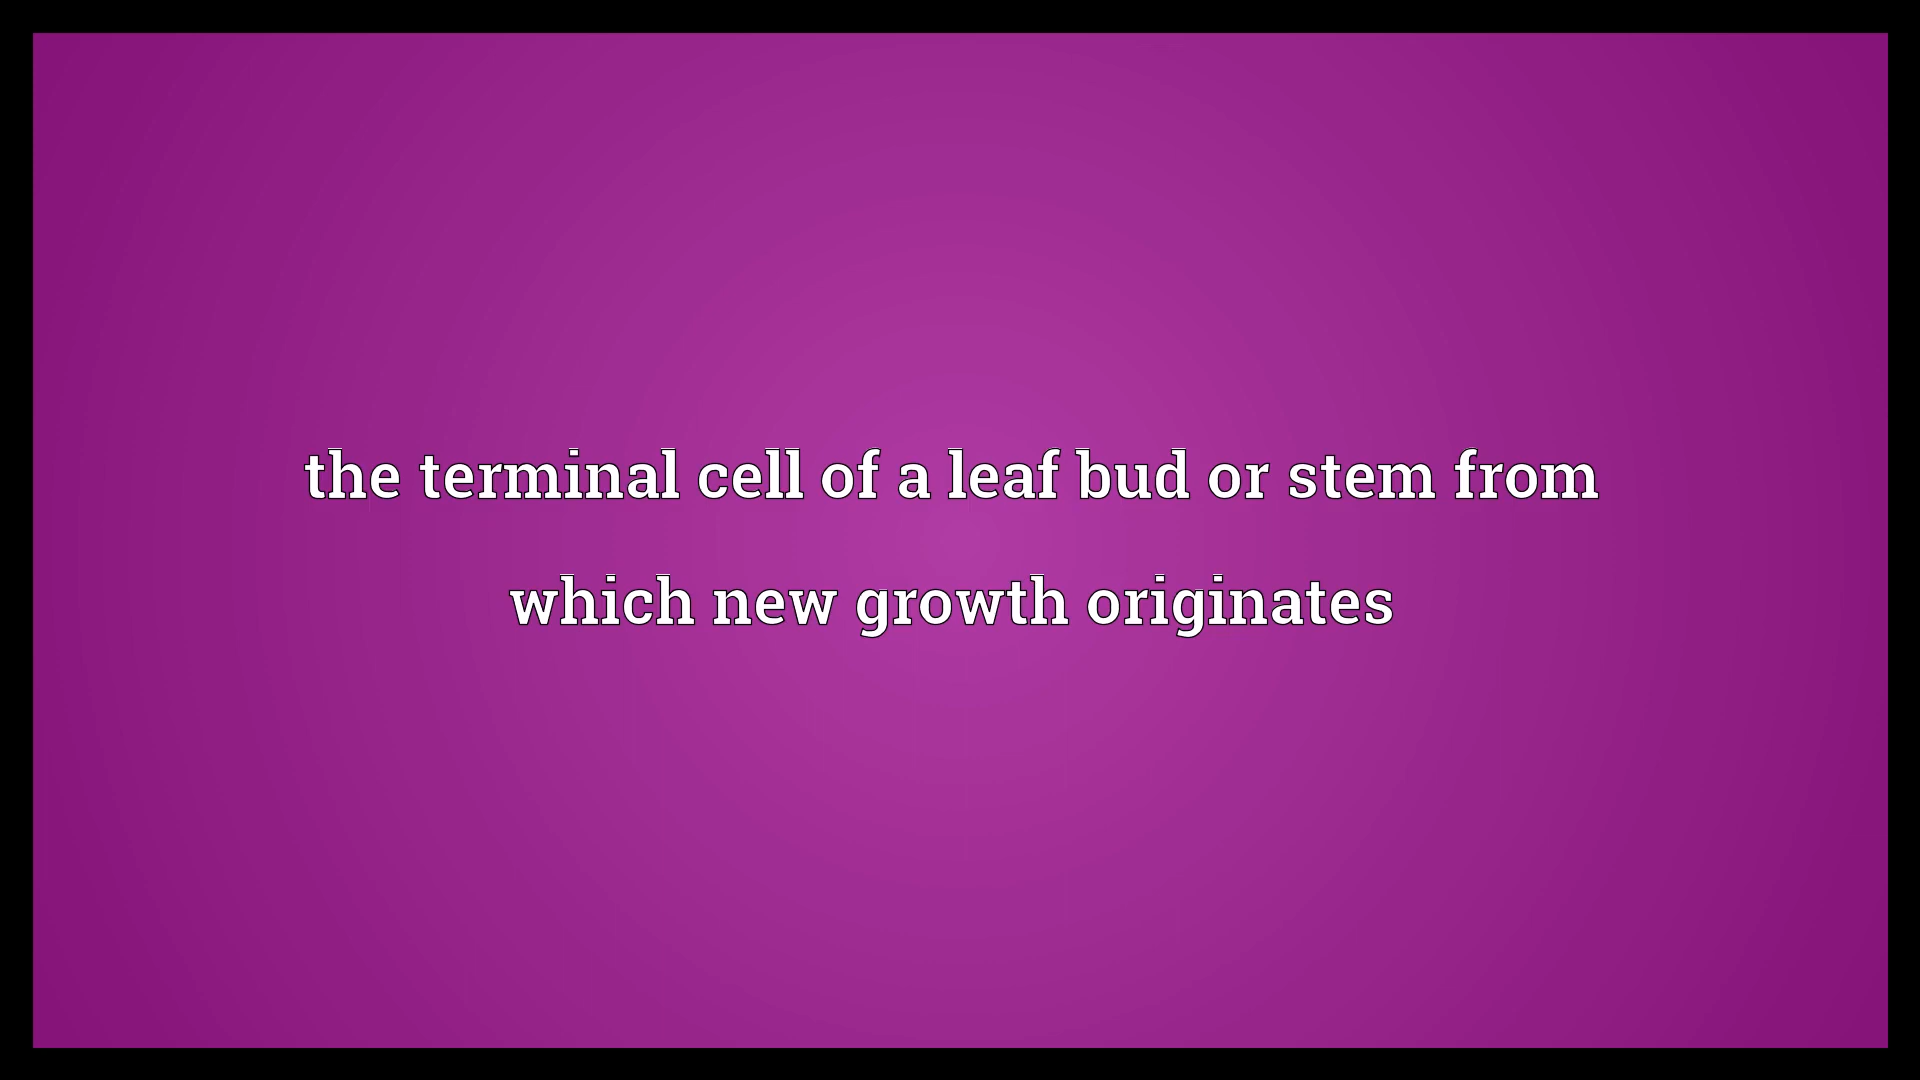 the terminal cell of a leaf bud or stem from
which new growth originates